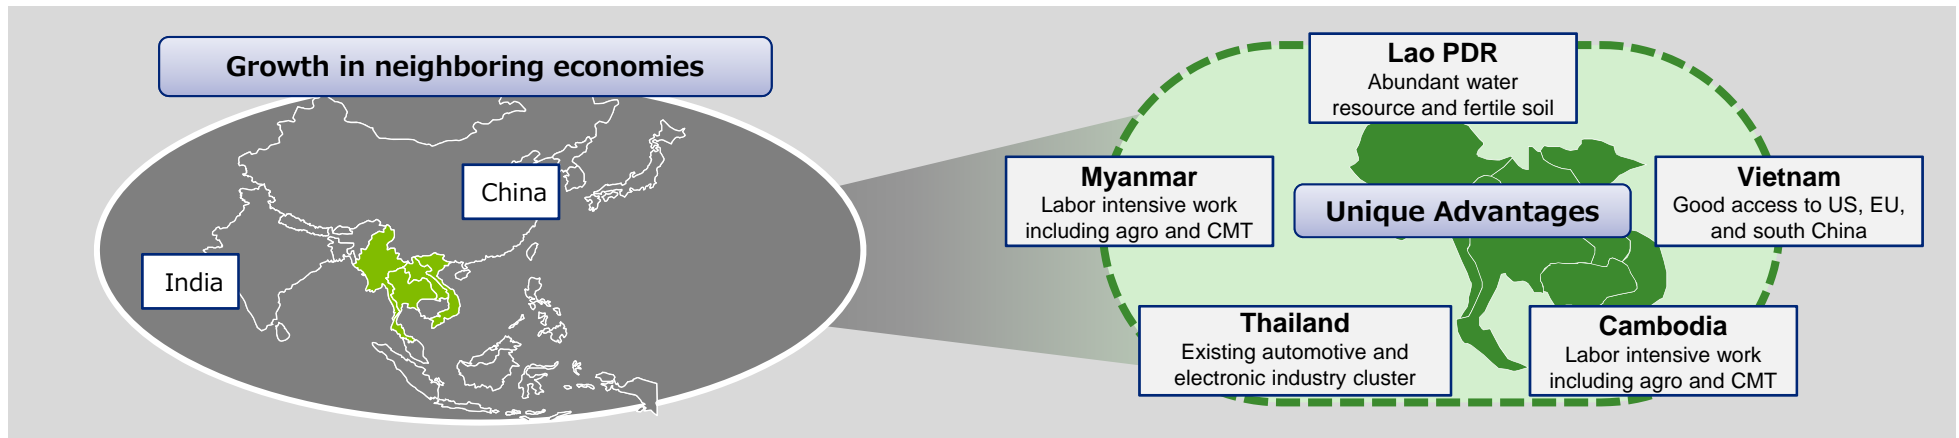 Growth in neighboring economies
China
India
Lao PDR
Abundant water
resource and fertile soil
Myanmar
Labor intensive work
including agro and CMT
Unique Advantages
Vietnam
Good access to US, EU,
and south China
Thailand
Existing automotive and
electronic industry cluster
Cambodia
Labor intensive work
including agro and CMT